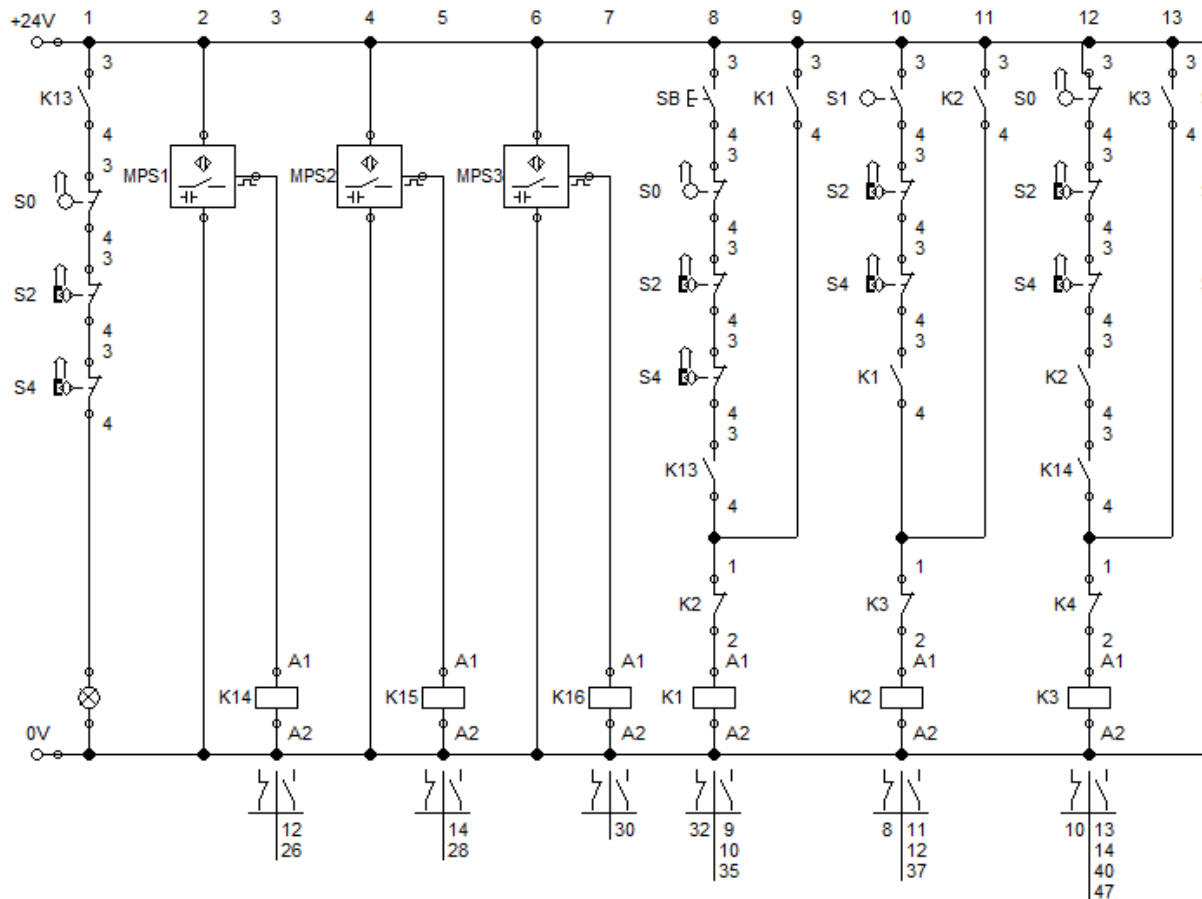 +24V 1 2 3 4 5 6 7 8 9 10 11 12 13
3 3 3 3 3 3 3
K13 SB K1 S1 K2 S0 K3
4 4 4 4 4 4 4
3 3 3 3
MPS1 MPS2 MPS3
S0 S0 S2 S2
4 4 4 4
3 3 3 3
S2 S2 S4 S4
4 4 4 4
3 3 3 3
S4 S4 K1 K2
4 4 4 4
3 3
K13 K14
4 4
1 1 1
K2 K3 K4
2 2 2
A1 A1 A1 A1 A1 A1
K14 K15 K16 K1 K2 K3
0V A2 A2 A2 A2 A2 A2
12 14 30 32 9 8 11 10 13
26 28 10 12 14
35 37 40
47